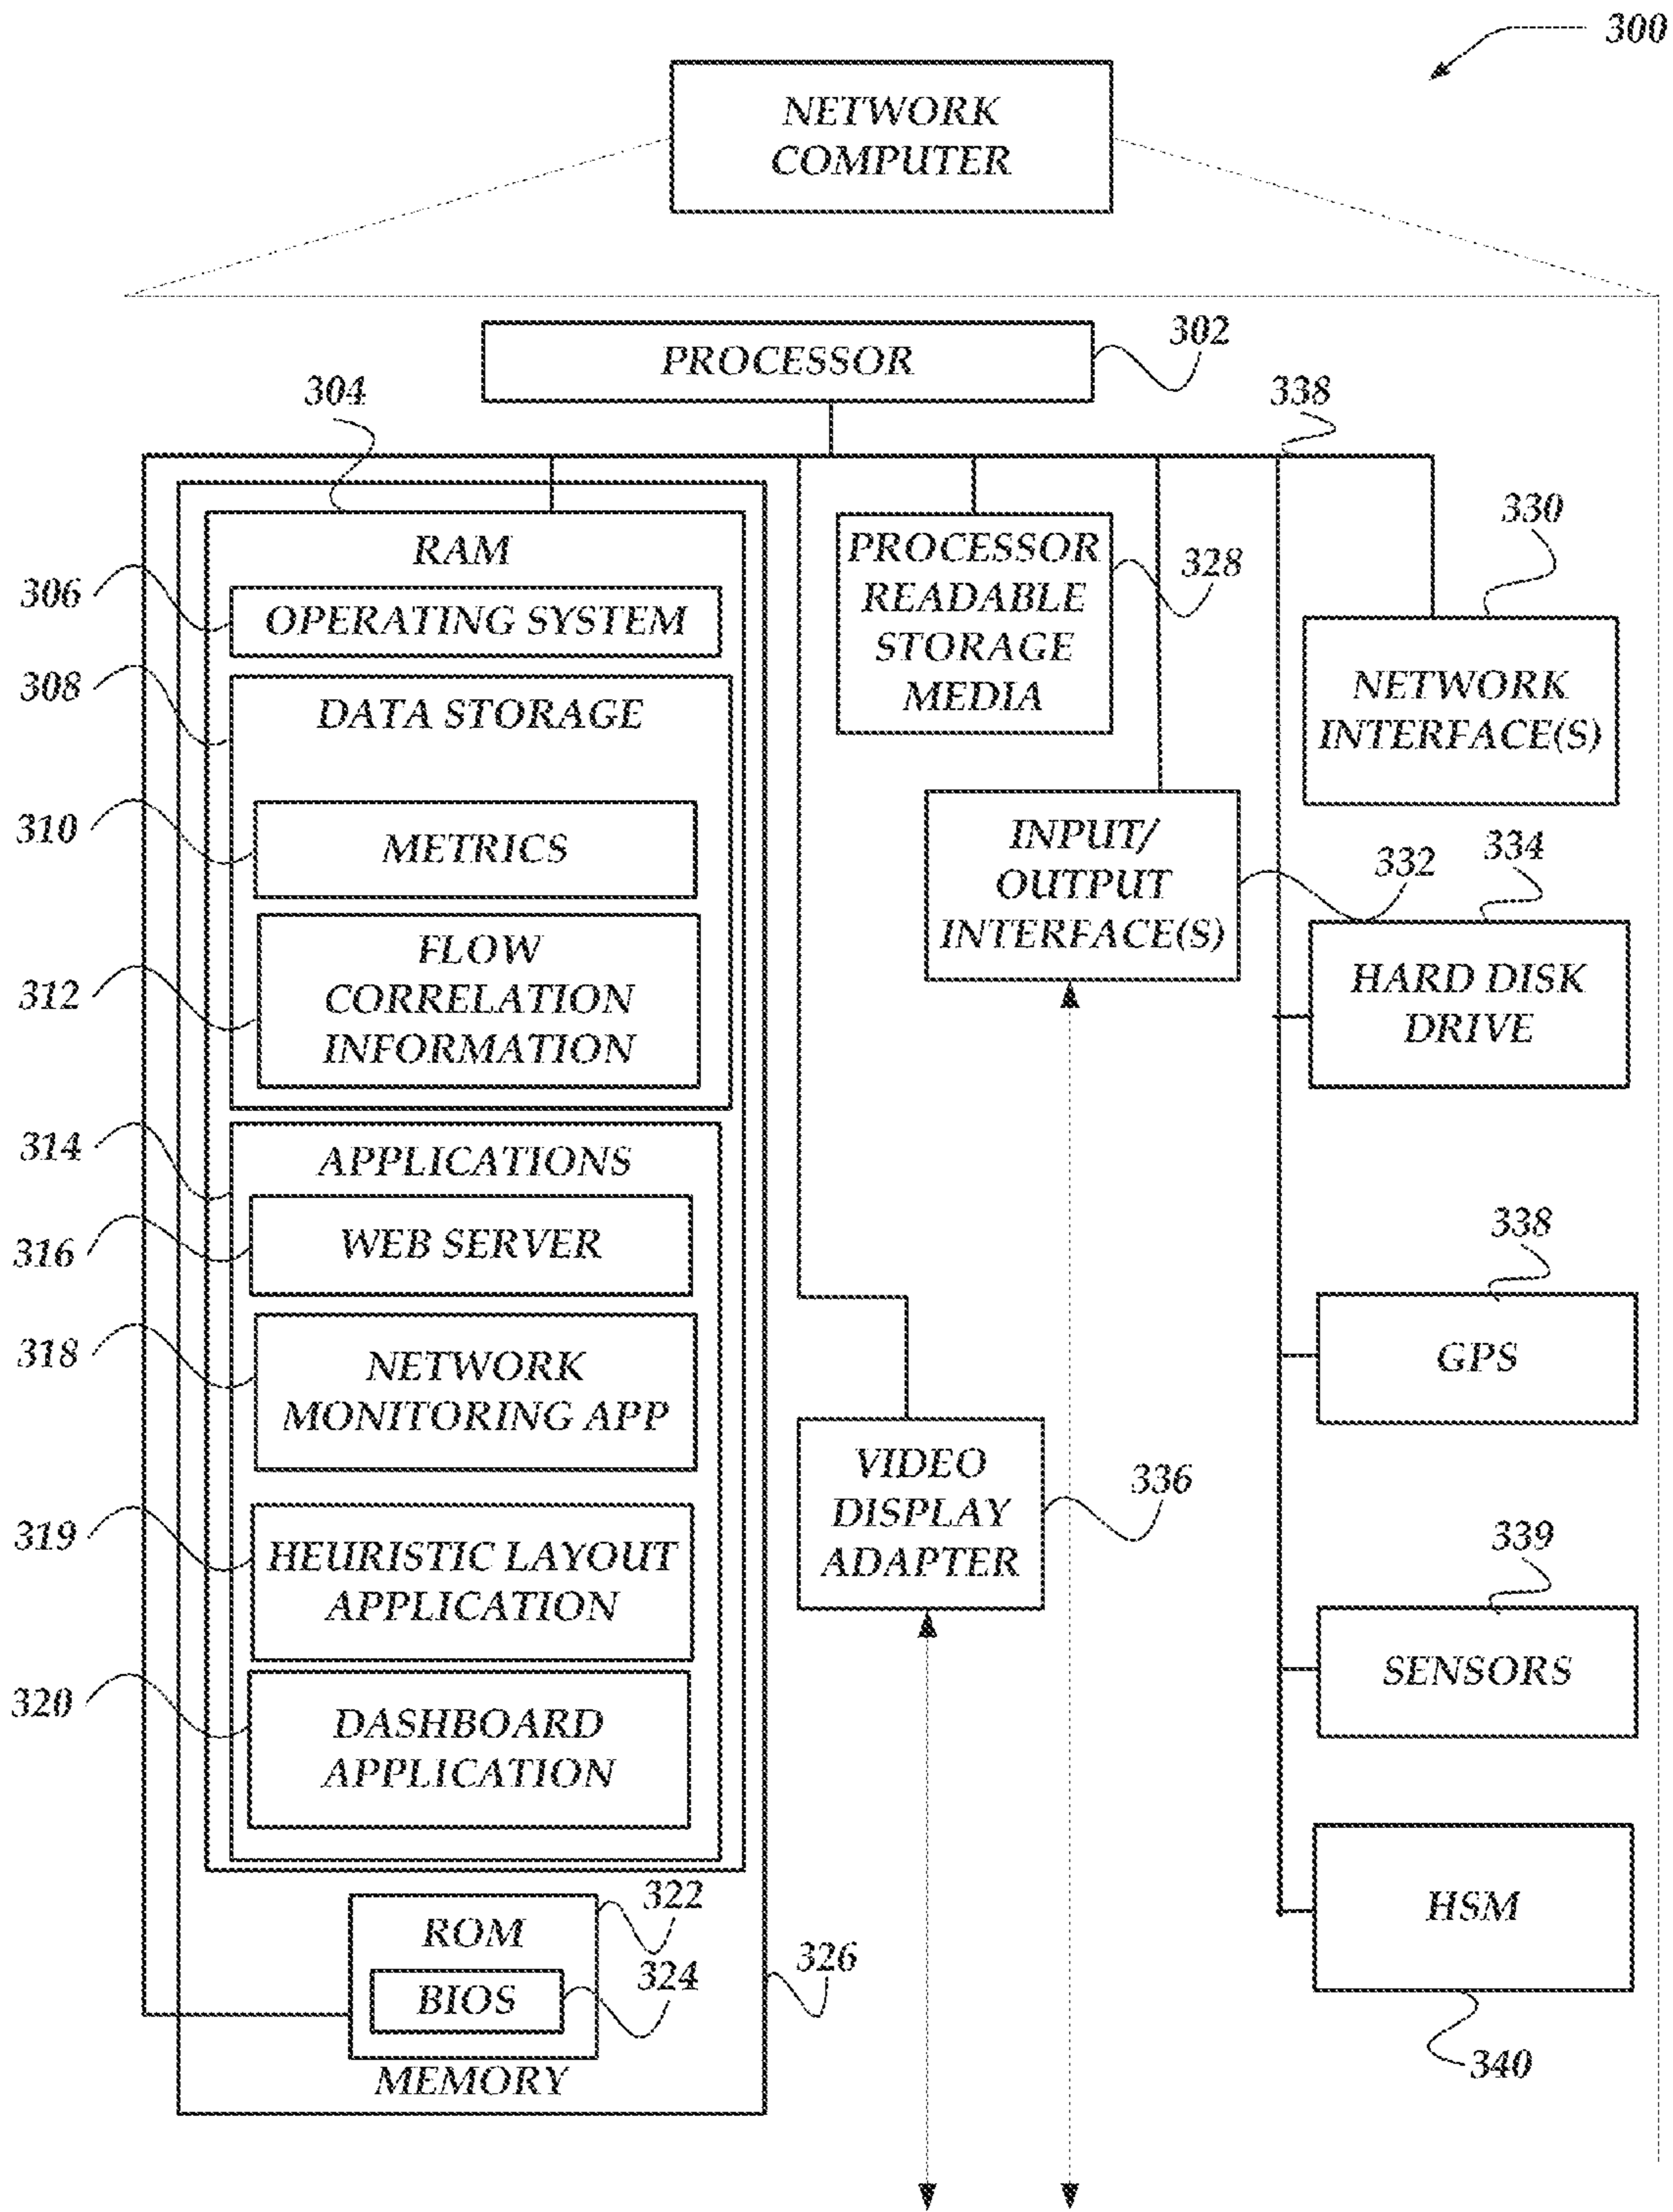 300
NETWORK
COMPUTER
PROCESSOR
302
304
338
RAM
306
OPERATING SYSTEM
308
DATA STORAGE
310
METRICS
312
FLOW
CORRELATION
INFORMATION
314
APPLICATIONS
316
WEB SERVER
318
NETWORK
MONITORING APP
319
HEURISTIC LAYOUT
APPLICATION
320
DASHBOARD
APPLICATION
322
ROM
324
BIOS
326
MEMORY
PROCESSOR
READABLE
STORAGE
MEDIA
328
330
NETWORK
INTERFACE(S)
INPUT/
OUTPUT
INTERFACE(S)
332
334
HARD DISK
DRIVE
338
GPS
VIDEO
DISPLAY
ADAPTER
336
339
SENSORS
HSM
340